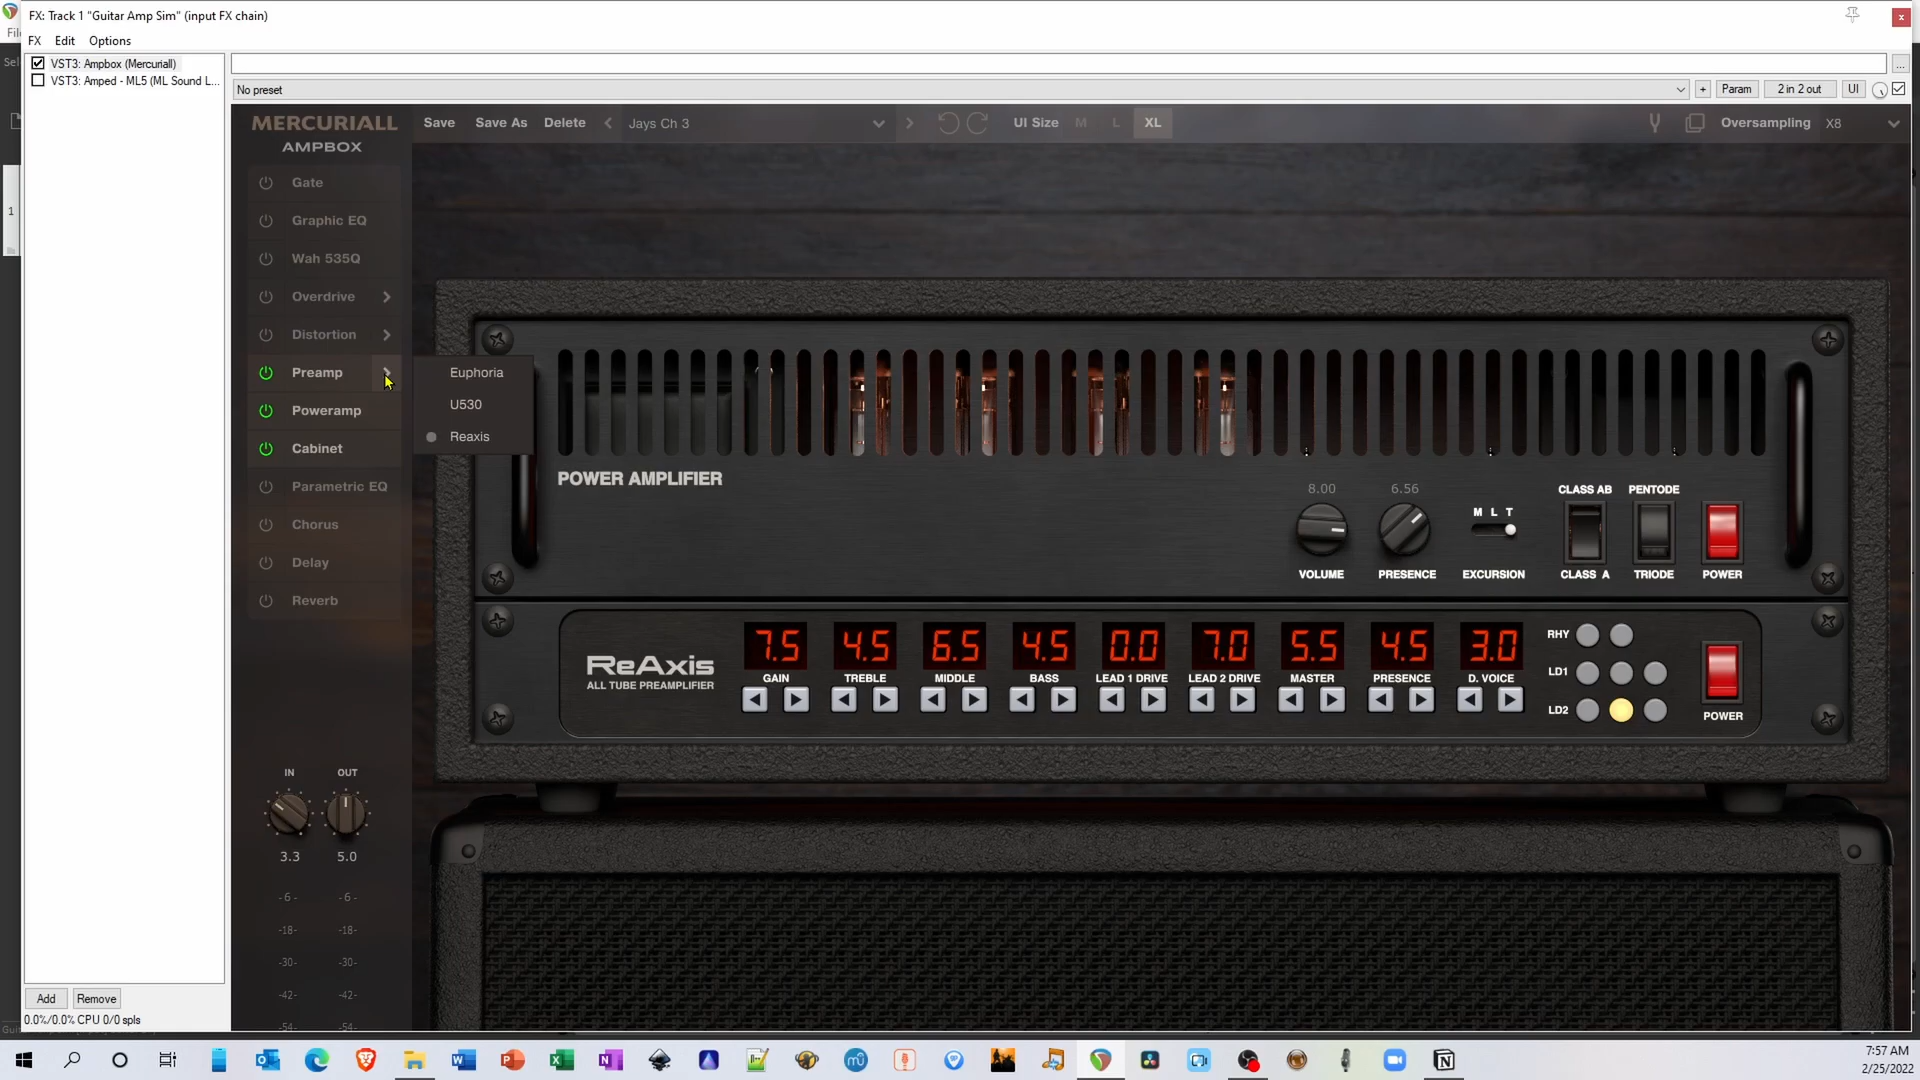 FX: Track 1 "Guitar Amp Sim" (input FX chain)
FX Edit Options
VST3: Ampbox (Mercuriall)
VST3: Amped - ML5 (ML Sound L...
...
No preset
+ Param 2 in 2 out UI
MERCURIALL
AMPBOX
Save Save As Delete Jays Ch 3 UI Size M L XL Oversampling X8
Gate
Graphic EQ
Wah 535Q
Overdrive
Distortion
Preamp
Poweramp
Cabinet
Parametric EQ
Chorus
Delay
Reverb
Euphoria
U530
Reaxis
POWER AMPLIFIER
8.00 6.56
CLASS AB PENTODE
M L T
VOLUME PRESENCE EXCURSION CLASS A TRIODE POWER
ReAxis
ALL TUBE PREAMPLIFIER
7.5 4.5 6.5 4.5 0.0 7.0 5.5 4.5 3.0
GAIN TREBLE MIDDLE BASS LEAD 1 DRIVE LEAD 2 DRIVE MASTER PRESENCE D. VOICE
RHY
LD1
LD2
POWER
IN OUT
3.3 5.0
-6- -6-
-18- -18-
-30- -30-
-42- -42-
-54- -54-
1
Add Remove
0.0%/0.0% CPU 0/0 spls
7:57 AM
2/25/2022